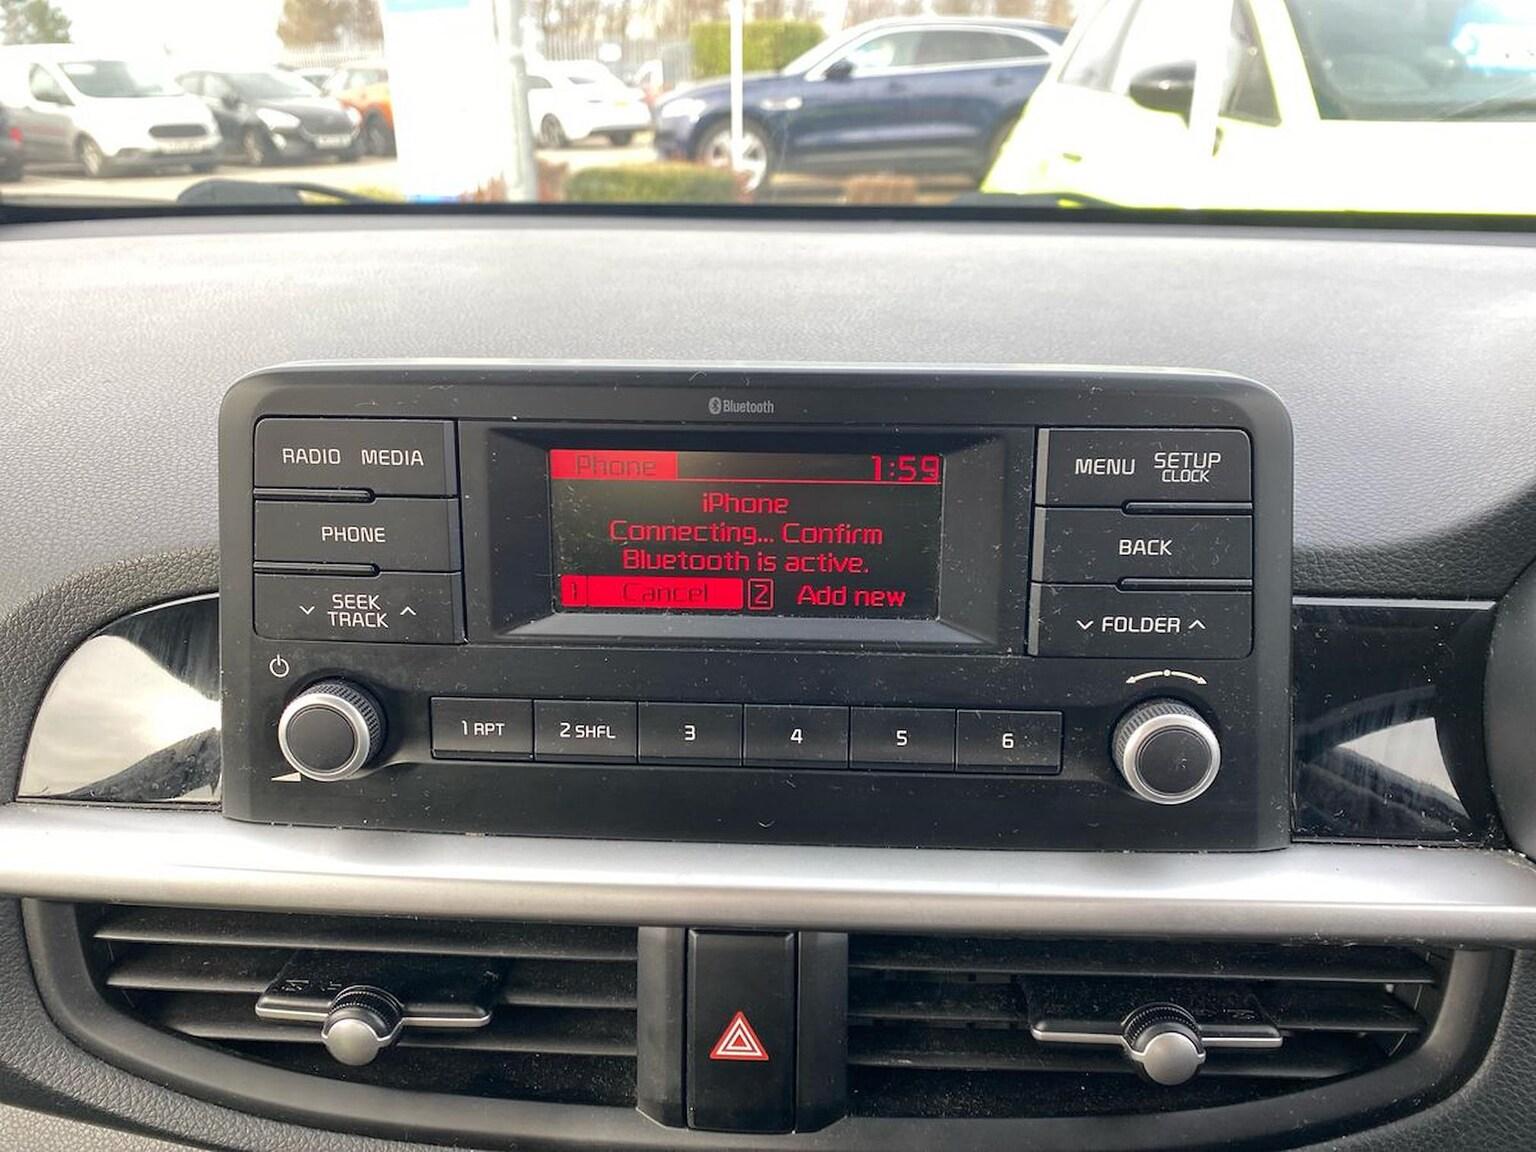 Bluetooth
RADIO MEDIA
PHONE
SEEK
TRACK
Phone 1:59
iPhone
Connecting... Confirm
Bluetooth is active.
1 Cancel 2 Add new
MENU SETUP
CLOCK
BACK
FOLDER
1 RPT 2 SHFL 3 4 5 6